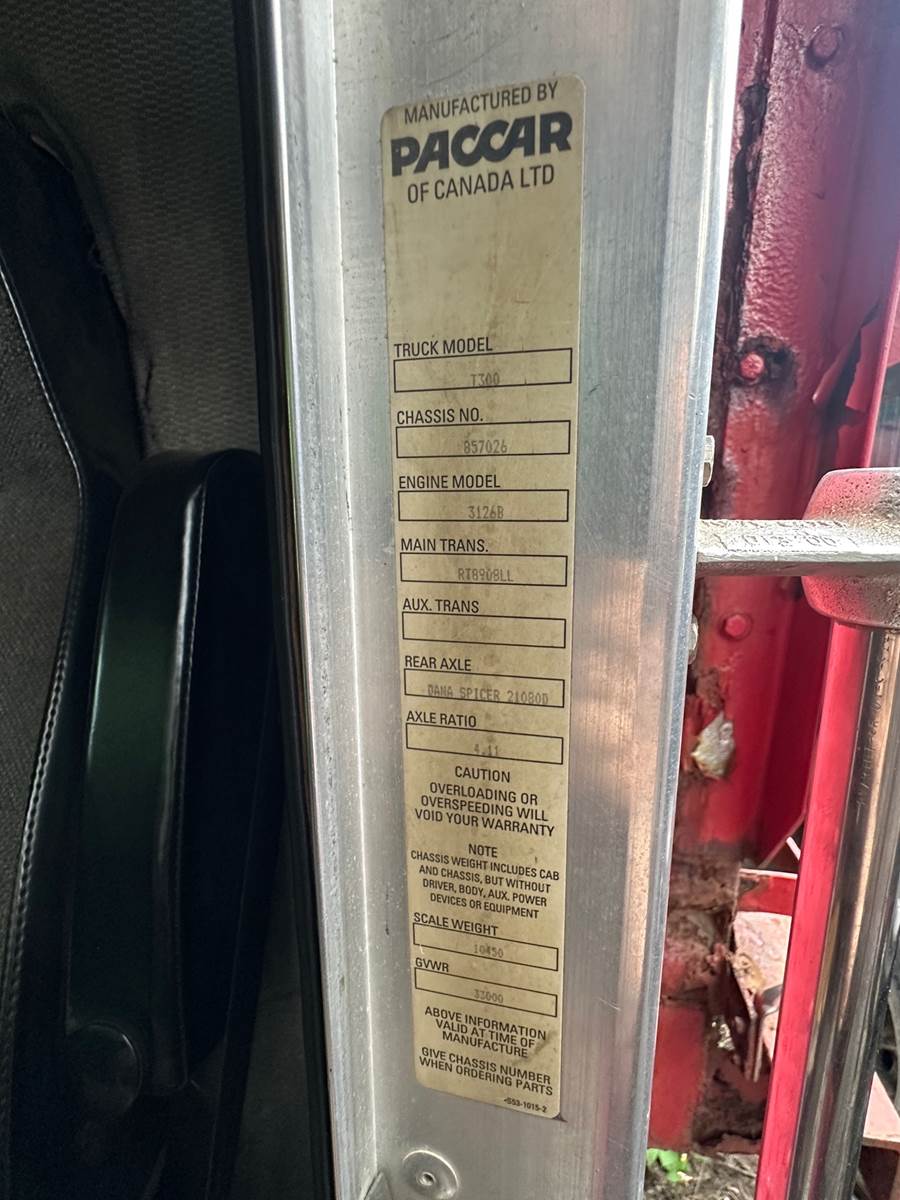 MANUFACTURED BY
PACCAR
OF CANADA LTD
TRUCK MODEL
T300
CHASSIS NO.
857026
ENGINE MODEL
3126B
MAIN TRANS.
RT8908LL
AUX. TRANS
REAR AXLE
DANA SPICER 21080D
AXLE RATIO
4.11
CAUTION
OVERLOADING OR
OVERSPEEDING WILL
VOID YOUR WARRANTY
NOTE
CHASSIS WEIGHT INCLUDES CAB
AND CHASSIS, BUT WITHOUT
DRIVER, BODY, AUX. POWER
DEVICES OR EQUIPMENT
SCALE WEIGHT
10450
GVWR
33000
ABOVE INFORMATION
VALID AT TIME OF
MANUFACTURE
GIVE CHASSIS NUMBER
WHEN ORDERING PARTS
S53-1015-2